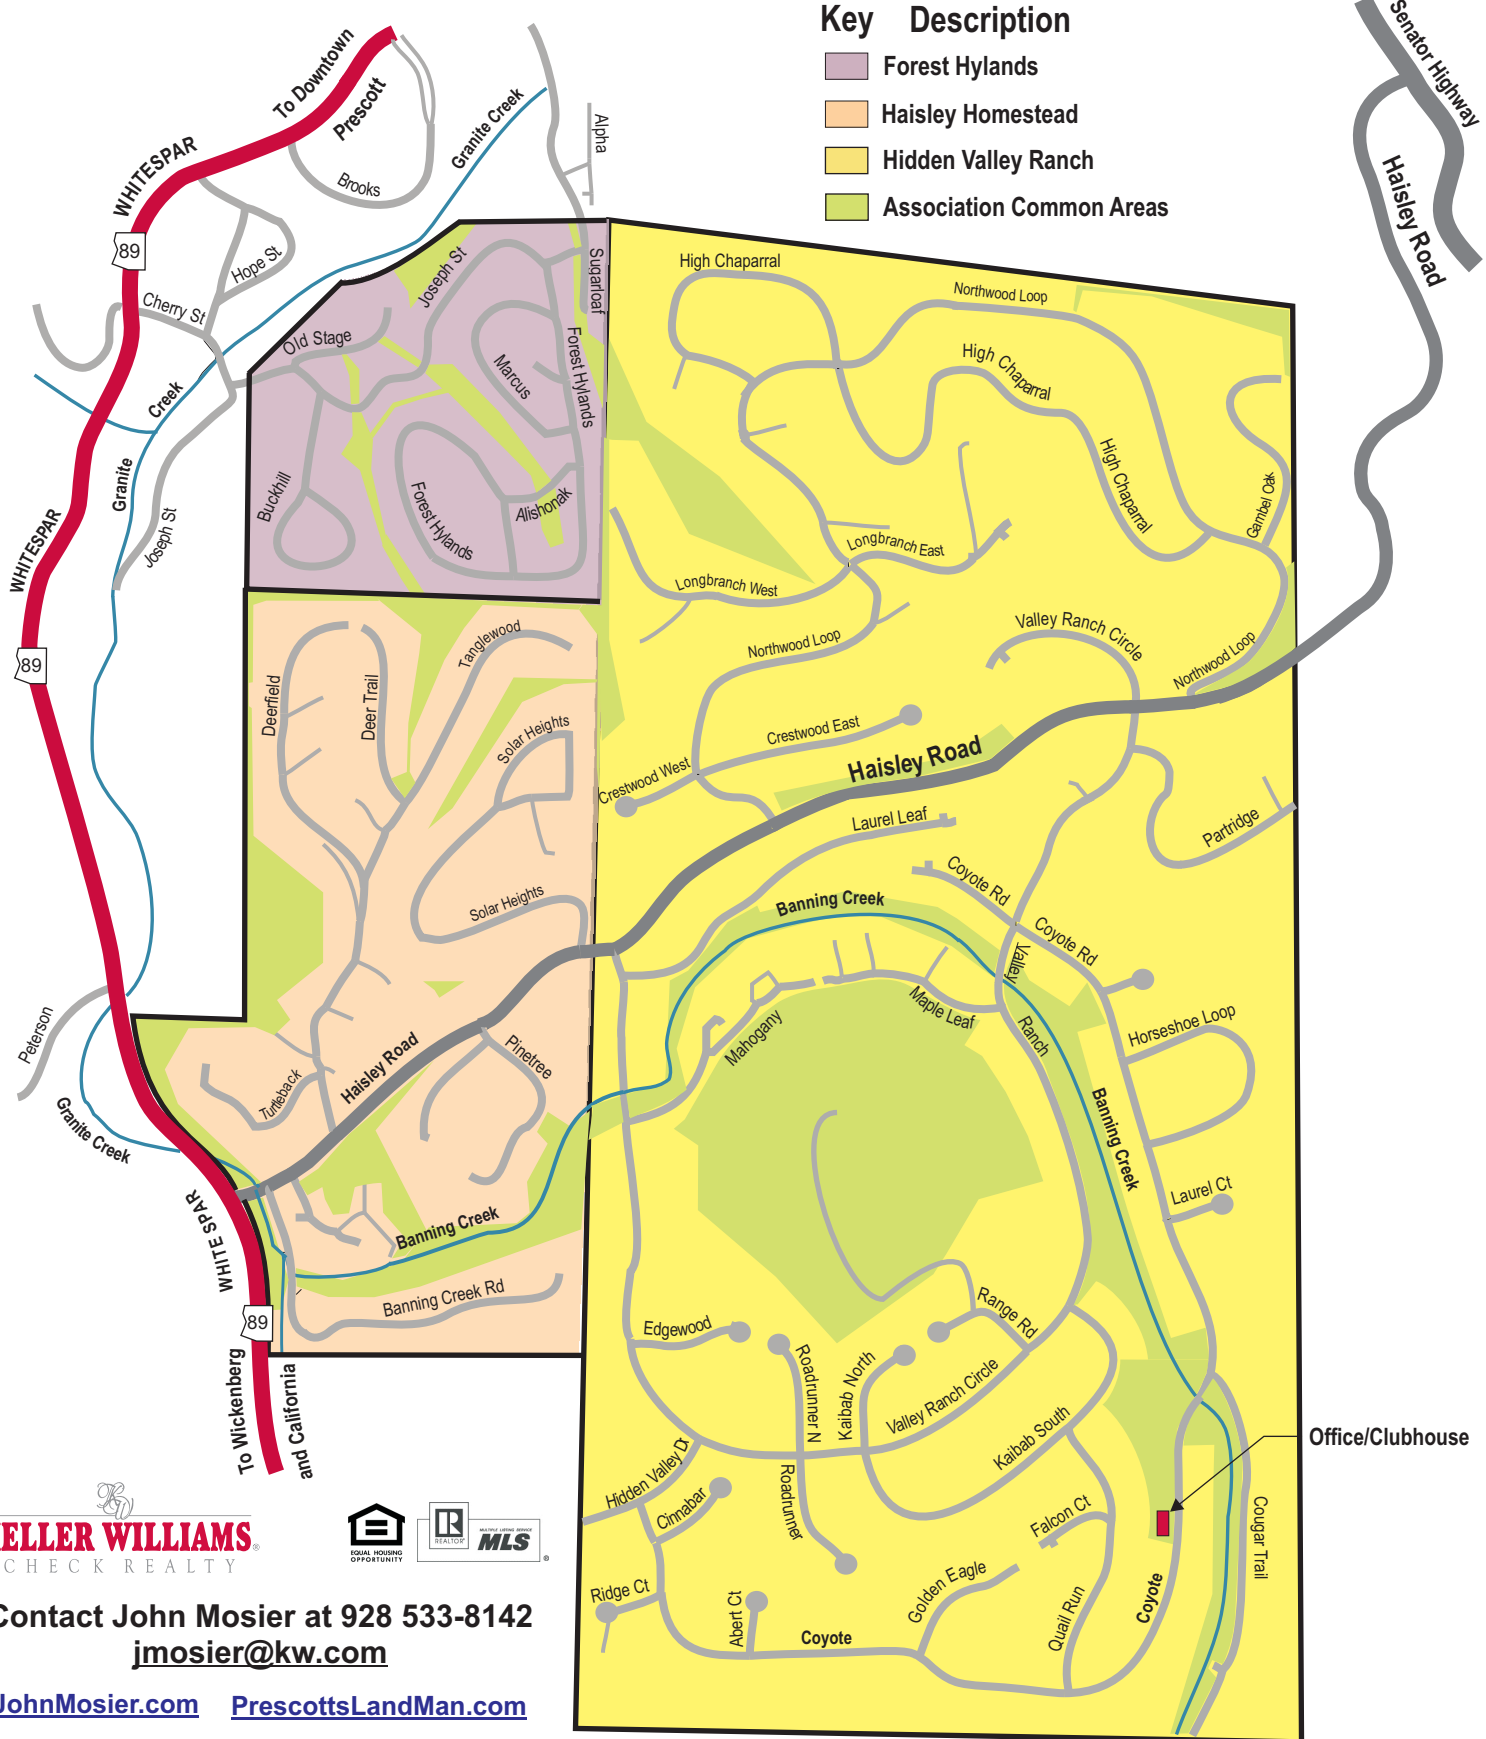 Key Description
Forest Hylands
Haisley Homestead
Hidden Valley Ranch
Association Common Areas
Senator Highway
Haisley Road
To Downtown
Prescott
WHITESPAR
89
Brooks
Granite Creek
Alpha
Hope St
Cherry St
Creek
Granite
Joseph St
WHITESPAR
89
Joseph St
Sugarloaf
Old Stage
Marcus
Forest Hylands
Buckhill
Forest Hylands
Alishonak
High Chaparral
Northwood Loop
High Chaparral
High Chaparral
Gambel Oak
Longbranch East
Longbranch West
Northwood Loop
Valley Ranch Circle
Northwood Loop
Crestwood East
Crestwood West
Haisley Road
Laurel Leaf
Partridge
Tanglewood
Deerfield
Deer Trail
Solar Heights
Solar Heights
Coyote Rd
Coyote Rd
Banning Creek
Valley
Ranch
Maple Leaf
Mahogany
Horseshoe Loop
Banning Creek
Laurel Ct
Peterson
Granite Creek
Turtleback
Haisley Road
Pinetree
Banning Creek
Banning Creek Rd
WHITE SPAR
89
To Wickenberg
and California
Edgewood
Roadrunner N
Kaibab North
Range Rd
Valley Ranch Circle
Kaibab South
Hidden Valley Dr
Cinnabar
Roadrunner
Falcon Ct
Golden Eagle
Quail Run
Coyote
Cougar Trail
Office/Clubhouse
Ridge Ct
Abert Ct
Coyote
KW
ELLER WILLIAMS®
CHECK REALTY
EQUAL HOUSING
OPPORTUNITY
R
REALTOR®
MULTIPLE LISTING SERVICE
MLS®
Contact John Mosier at 928 533-8142
jmosier@kw.com
JohnMosier.com PrescottsLandMan.com